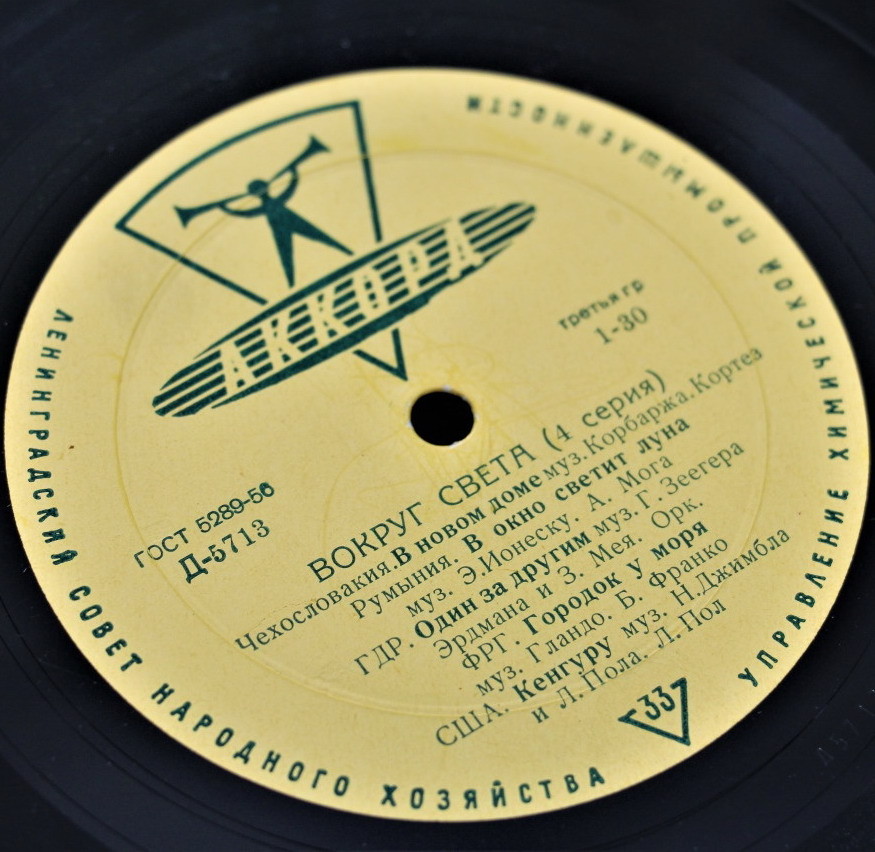 ЛЕНИНГРАДСКИЙ СОВЕТ НАРОДНОГО ХОЗЯЙСТВА
УПРАВЛЕНИЕ ХИМИЧЕСКОЙ ПРОМЫШЛЕННОСТИ
АККОРД
третья гр
1-30
ГОСТ 5289-56
Д-5713
ВОКРУГ СВЕТА (4 серия)
Чехословакия. В новом доме муз. Корбаржа. Кортез
Румыния. В окно светит луна
муз. Э. Ионеску. А. Мога
ГДР. Один за другим муз. Г. Зеегера
Эрдмана и З. Мея. Орк.
ФРГ. Городок у моря
муз. Гландо. Б. Франко
США. Кенгуру муз. Н. Джимбла
и Л. Пола. Л. Пол
33